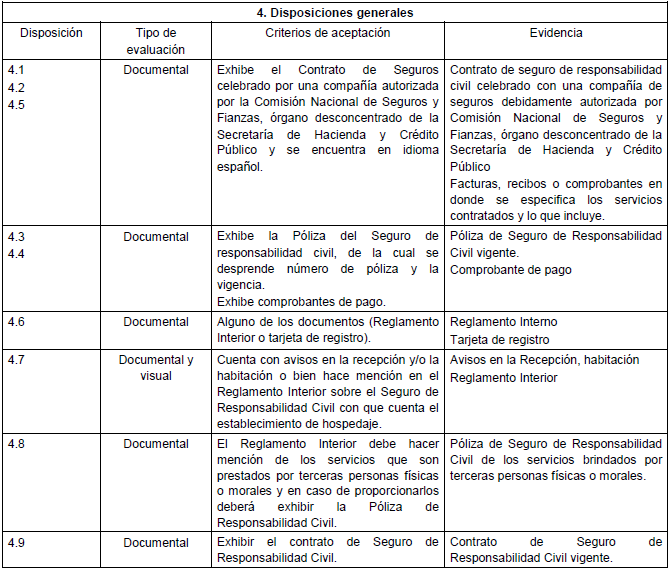 4. Disposiciones generales
Disposición
Tipo de
evaluación
Criterios de aceptación
Evidencia
4.1
4.2
4.5
Documental
Exhibe el Contrato de Seguros
celebrado por una compañía autorizada
por la Comisión Nacional de Seguros y
Fianzas, órgano desconcentrado de la
Secretaría de Hacienda y Crédito
Público y se encuentra en idioma
español.
Contrato de seguro de responsabilidad
civil celebrado con una compañía de
seguros debidamente autorizada por
Comisión Nacional de Seguros y
Fianzas, órgano desconcentrado de la
Secretaría de Hacienda y Crédito
Público
Facturas, recibos o comprobantes en
donde se especifica los servicios
contratados y lo que incluye.
4.3
4.4
Documental
Exhibe la Póliza del Seguro de
responsabilidad civil, de la cual se
desprende número de póliza y la
vigencia.
Exhibe comprobantes de pago.
Póliza de Seguro de Responsabilidad
Civil vigente.
Comprobante de pago
4.6
Documental
Alguno de los documentos (Reglamento
Interior o tarjeta de registro).
Reglamento Interno
Tarjeta de registro
4.7
Documental y
visual
Cuenta con avisos en la recepción y/o la
habitación o bien hace mención en el
Reglamento Interior sobre el Seguro de
Responsabilidad Civil con que cuenta el
establecimiento de hospedaje.
Avisos en la Recepción, habitación
Reglamento Interior
4.8
Documental
El Reglamento Interior debe hacer
mención de los servicios que son
prestados por terceras personas físicas
o morales y en caso de proporcionarlos
deberá exhibir la Póliza de
Responsabilidad Civil.
Póliza de Seguro de Responsabilidad
Civil de los servicios brindados por
terceras personas físicas o morales.
4.9
Documental
Exhibir el contrato de Seguro de
Responsabilidad Civil.
Contrato de Seguro de
Responsabilidad Civil vigente.